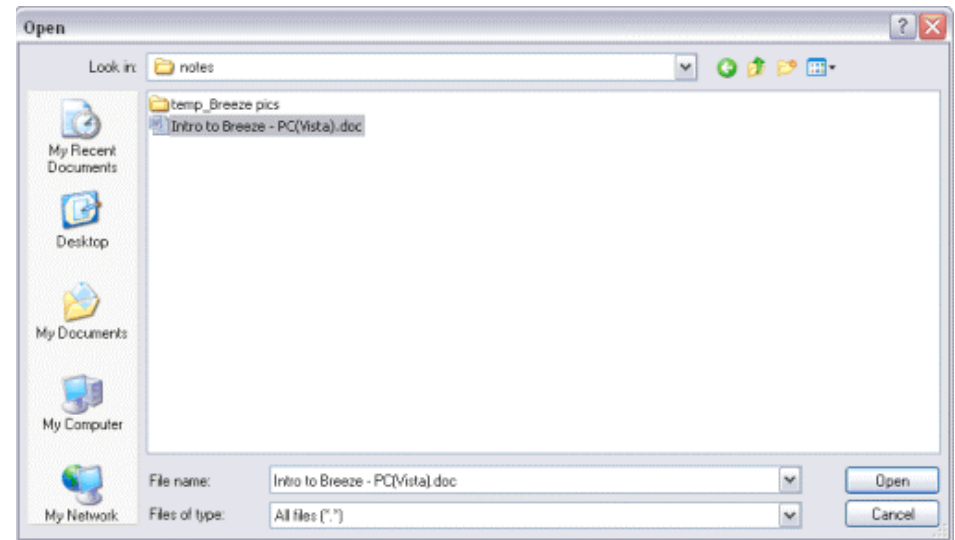 Open
Look in:
notes
temp_Breeze pics
Intro to Breeze - PC(Vista).doc
My Recent
Documents
Desktop
My Documents
My Computer
My Network
File name:
Intro to Breeze - PC(Vista).doc
Open
Files of type:
All files (*.*)
Cancel